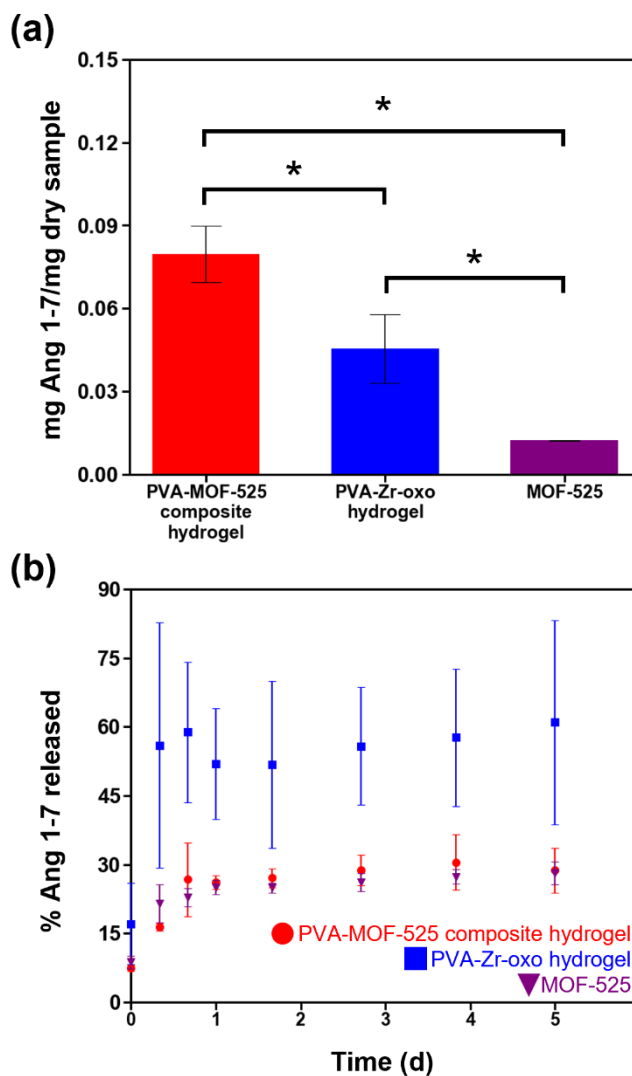 (a)
mg Ang 1-7/mg dry sample
0.15
0.12
0.09
0.06
0.03
0.00
*
*
*
PVA-MOF-525
composite
hydrogel
PVA-Zr-oxo
hydrogel
MOF-525
(b)
% Ang 1-7 released
90
75
60
45
30
15
0
PVA-MOF-525 composite hydrogel
PVA-Zr-oxo hydrogel
MOF-525
0 1 2 3 4 5
Time (d)